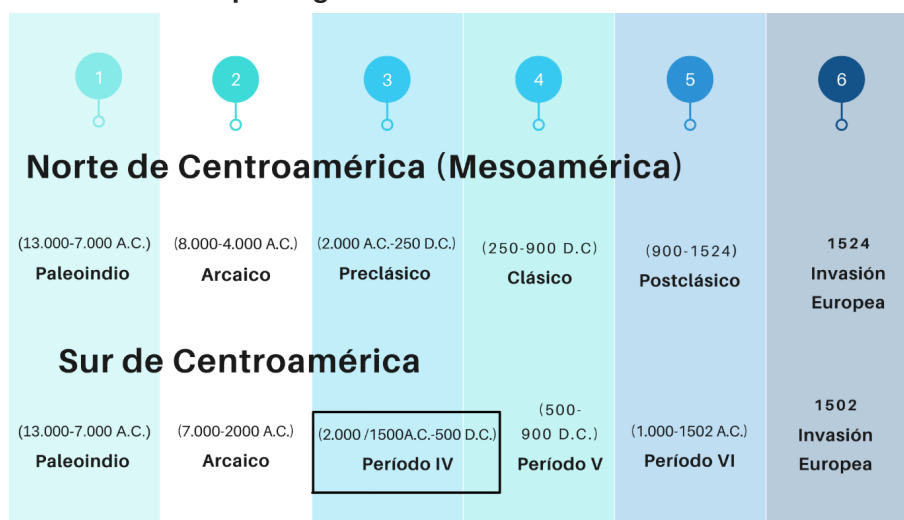 1
2
3
4
5
6
Norte de Centroamérica (Mesoamérica)
(13.000-7.000 A.C.)
Paleoindio
(8.000-4.000 A.C.)
Arcaico
(2.000 A.C.-250 D.C.)
Preclásico
(250-900 D.C)
Clásico
(900-1524)
Postclásico
1524
Invasión
Europea
Sur de Centroamérica
(13.000-7.000 A.C.)
Paleoindio
(7.000-2000 A.C.)
Arcaico
(2.000 /1500A.C.-500 D.C.)
Período IV
(500-
900 D.C.)
Período V
(1.000-1502 A.C.)
Período VI
1502
Invasión
Europea